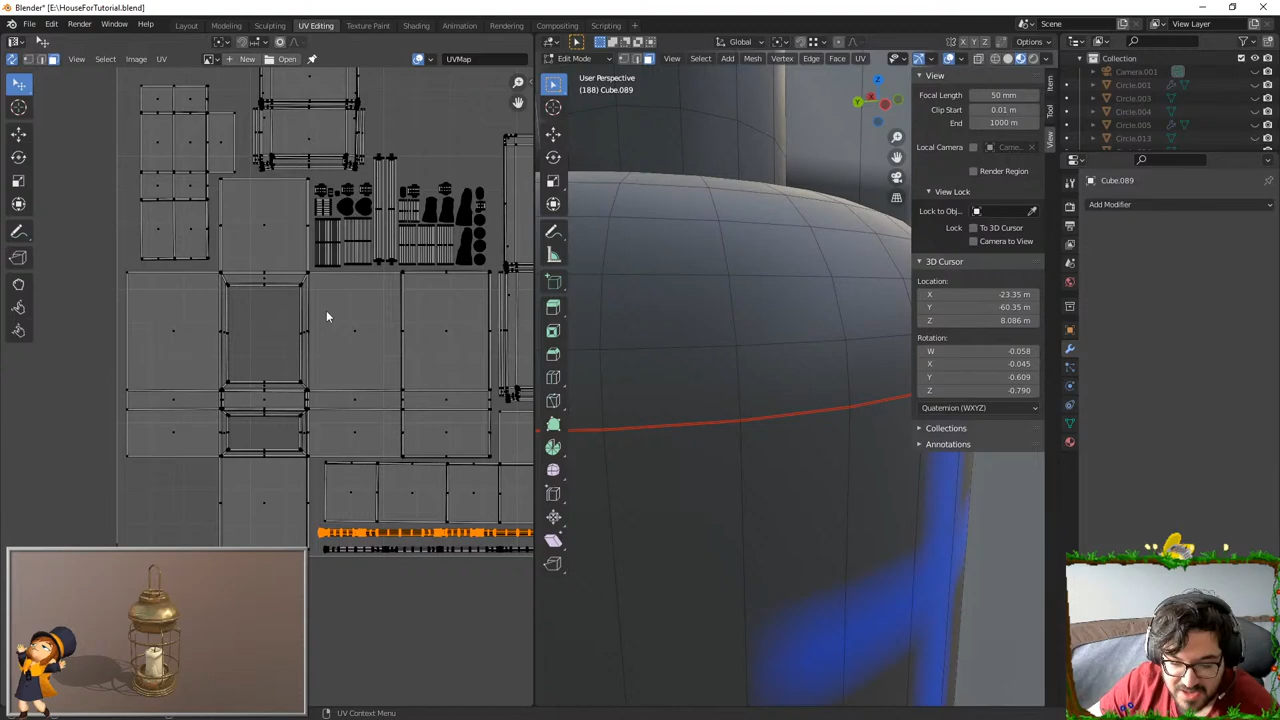 Blender* [E:\HouseForTutorial.blend]
File Edit Render Window Help
Layout Modeling Sculpting UV Editing Texture Paint Shading Animation Rendering Compositing Scripting
Scene
View Layer
Global
Options
View Select Image UV
New
Open
UVMap
Edit Mode
View Select Add Mesh Vertex Edge Face UV
User Perspective
(188) Cube.089
X
Y
Z
View
Focal Length 50 mm
Clip Start 0.01 m
End 1000 m
Local Camera
Render Region
View Lock
Lock to Obj...
Lock To 3D Cursor
Camera to View
3D Cursor
Location:
X -23.35 m
Y -60.35 m
Z 8.086 m
Rotation:
W -0.058
X -0.045
Y -0.609
Z -0.790
Quaternion (WXYZ)
Collections
Annotations
Item
Tool
View
Collection
Camera.001
Circle.001
Circle.003
Circle.004
Circle.005
Circle.013
Cube.089
Add Modifier
UV Context Menu